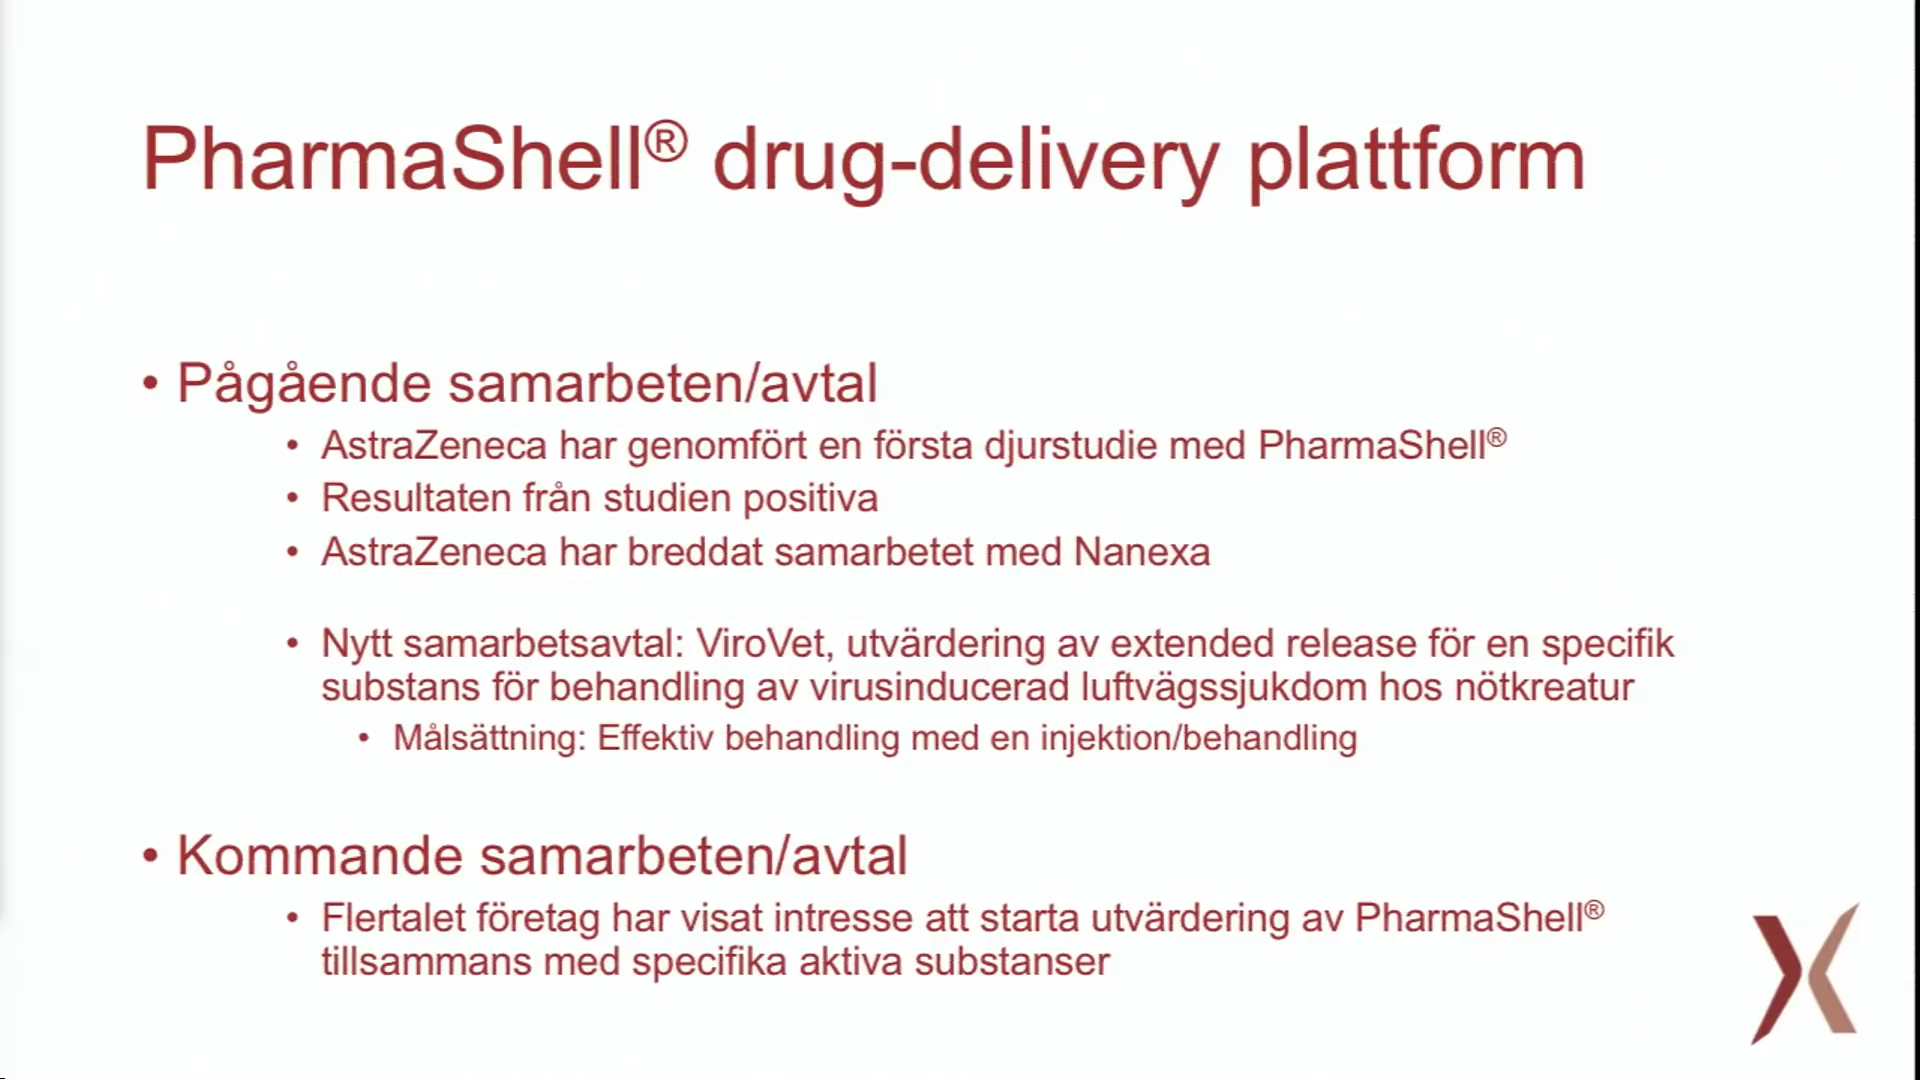 PharmaShell® drug-delivery plattform
• Pågående samarbeten/avtal
• AstraZeneca har genomfört en första djurstudie med PharmaShell®
• Resultaten från studien positiva
• AstraZeneca har breddat samarbetet med Nanexa
• Nytt samarbetsavtal: ViroVet, utvärdering av extended release för en specifik
substans för behandling av virusinducerad luftvägssjukdom hos nötkreatur
• Målsättning: Effektiv behandling med en injektion/behandling
• Kommande samarbeten/avtal
• Flertalet företag har visat intresse att starta utvärdering av PharmaShell®
tillsammans med specifika aktiva substanser